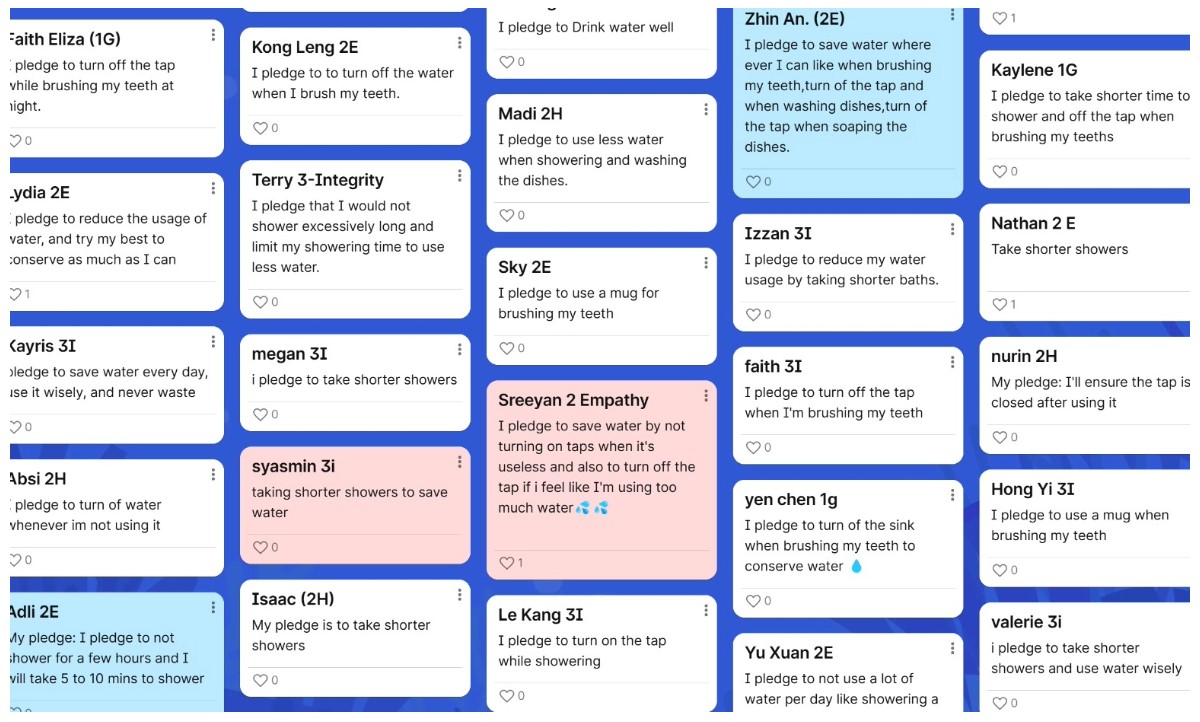 Faith Eliza (1G)
I pledge to turn off the tap
while brushing my teeth at
night.
0
Lydia 2E
I pledge to reduce the usage of
water, and try my best to
conserve as much as I can
1
Kayris 3I
pledge to save water every day,
use it wisely, and never waste
0
Absi 2H
I pledge to turn of water
whenever im not using it
0
Adli 2E
My pledge: I pledge to not
shower for a few hours and I
will take 5 to 10 mins to shower
Kong Leng 2E
I pledge to to turn off the water
when I brush my teeth.
0
Terry 3-Integrity
I pledge that I would not
shower excessively long and
limit my showering time to use
less water.
0
megan 3I
i pledge to take shorter showers
0
syasmin 3i
taking shorter showers to save
water
0
Isaac (2H)
My pledge is to take shorter
showers
0
I pledge to Drink water well
0
Madi 2H
I pledge to use less water
when showering and washing
the dishes.
0
Sky 2E
I pledge to use a mug for
brushing my teeth
0
Sreeyan 2 Empathy
I pledge to save water by not
turning on taps when it's
useless and also to turn off the
tap if i feel like I'm using too
much water💦 💦
1
Le Kang 3I
I pledge to turn on the tap
while showering
0
Zhin An. (2E)
I pledge to save water where
ever I can like when brushing
my teeth,turn of the tap and
when washing dishes,turn of
the tap when soaping the
dishes.
0
Izzan 3I
I pledge to reduce my water
usage by taking shorter baths.
0
faith 3I
I pledge to turn off the tap
when I'm brushing my teeth
0
yen chen 1g
I pledge to turn of the sink
when brushing my teeth to
conserve water 💧
0
Yu Xuan 2E
I pledge to not use a lot of
water per day like showering a
1
Kaylene 1G
I pledge to take shorter time to
shower and off the tap when
brushing my teeths
0
Nathan 2 E
Take shorter showers
1
nurin 2H
My pledge: I'll ensure the tap is
closed after using it
0
Hong Yi 3I
I pledge to use a mug when
brushing my teeth
0
valerie 3i
i pledge to take shorter
showers and use water wisely
0